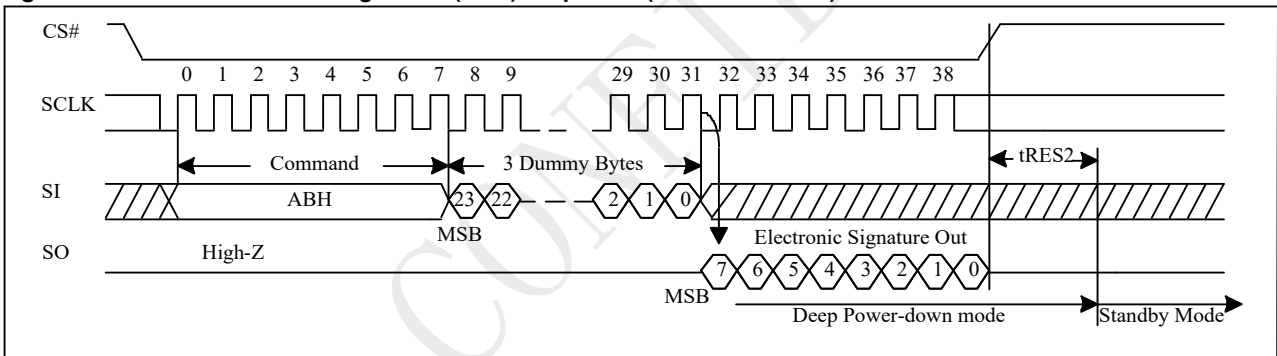 CS#
0 1 2 3 4 5 6 7 8 9 29 30 31 32 33 34 35 36 37 38
SCLK
Command 3 Dummy Bytes tRES2
SI ABH 23 22 2 1 0
MSB Electronic Signature Out
SO High-Z
7 6 5 4 3 2 1 0
MSB
Deep Power-down mode Standby Mode